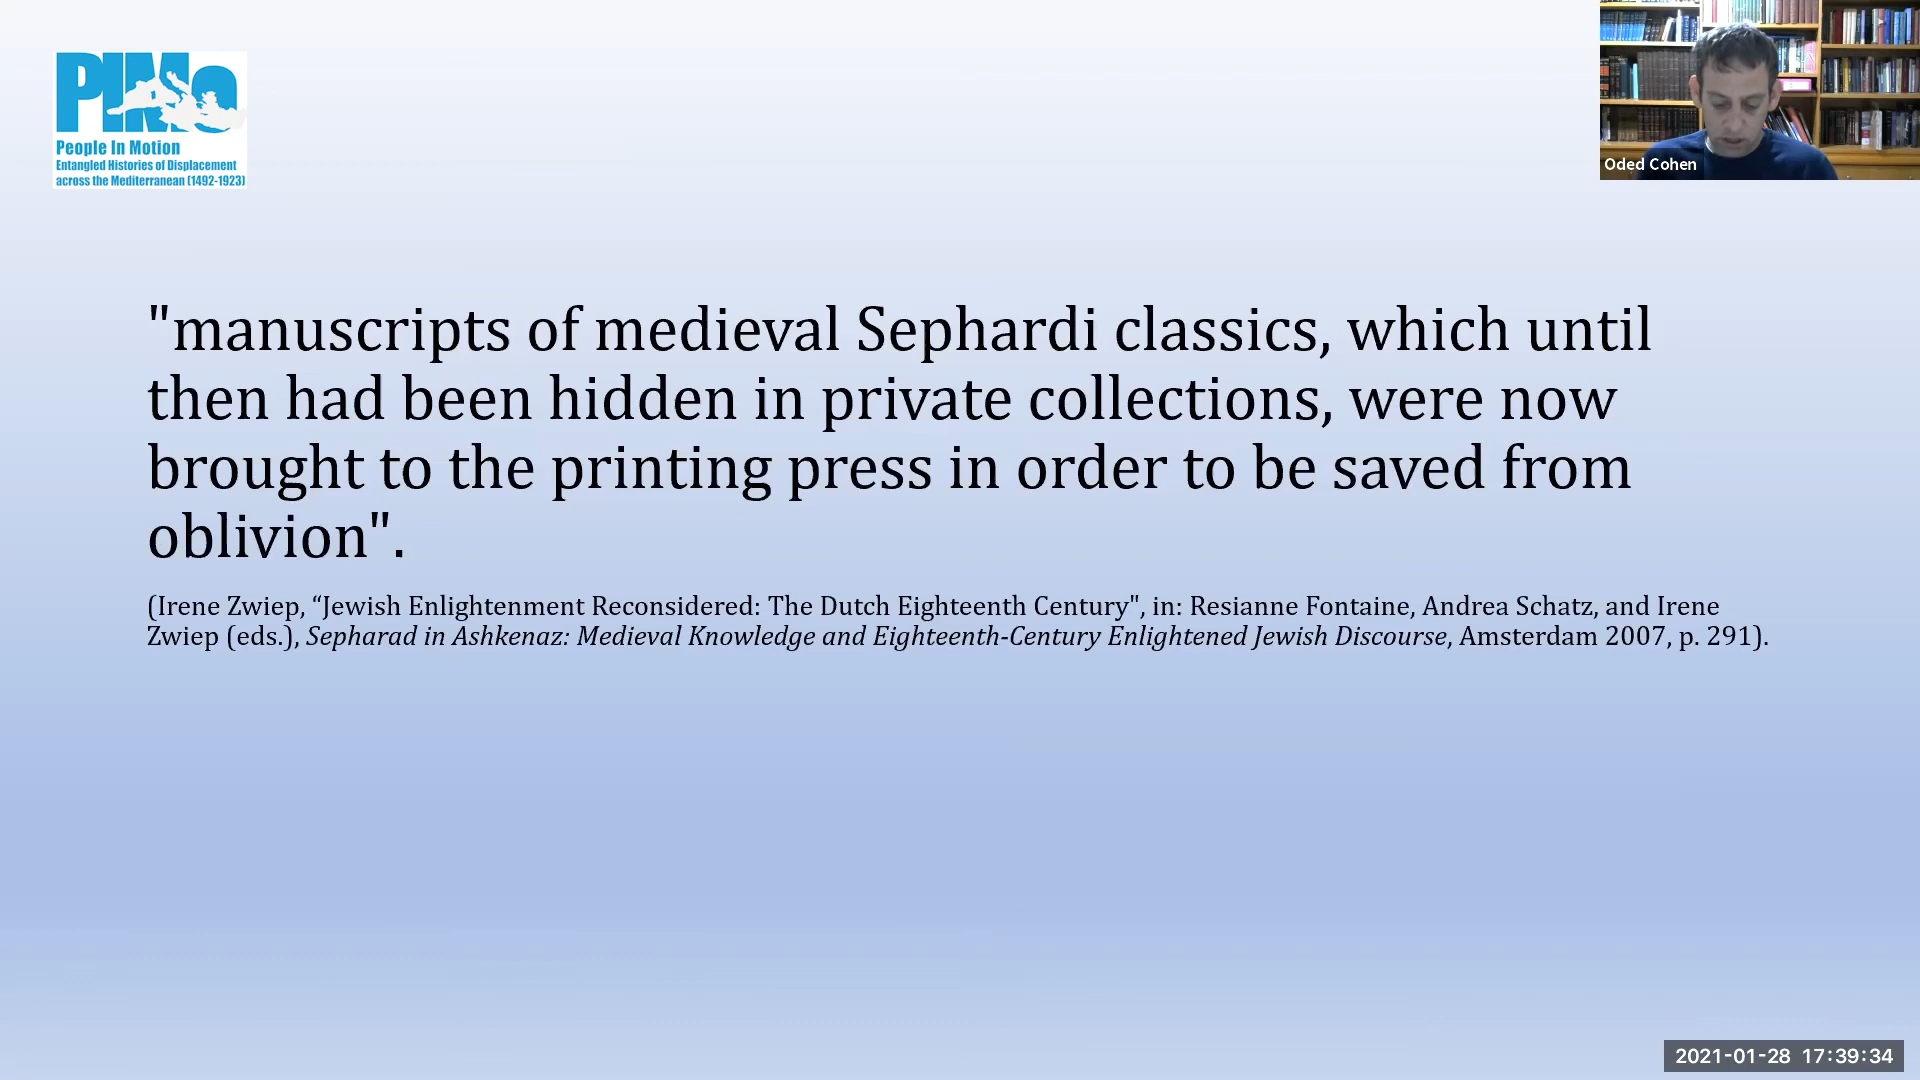 PIMo
People In Motion
Entangled Histories of Displacement
across the Mediterranean (1492-1923)
Oded Cohen
"manuscripts of medieval Sephardi classics, which until
then had been hidden in private collections, were now
brought to the printing press in order to be saved from
oblivion".
(Irene Zwiep, “Jewish Enlightenment Reconsidered: The Dutch Eighteenth Century", in: Resianne Fontaine, Andrea Schatz, and Irene
Zwiep (eds.), Sepharad in Ashkenaz: Medieval Knowledge and Eighteenth-Century Enlightened Jewish Discourse, Amsterdam 2007, p. 291).
2021-01-28 17:39:34